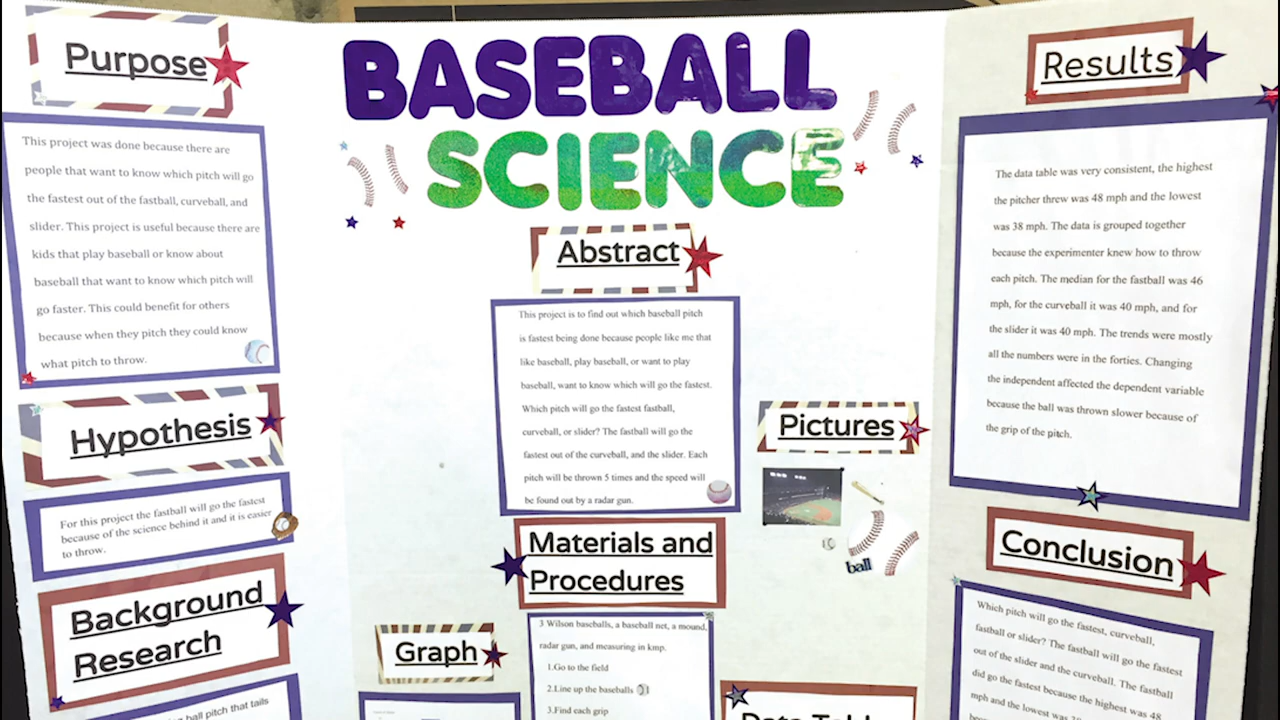 BASEBALL
SCIENCE
Purpose
This project was done because there are
people that want to know which pitch will go
the fastest out of the fastball, curveball, and
slider. This project is useful because there are
kids that play baseball or know about
baseball that want to know which pitch will
go faster. This could benefit for others
because when they pitch they could know
what pitch to throw.
Hypothesis
For this project the fastball will go the fastest
because of the science behind it and it is easier
to throw.
Background
Research
ball pitch that tails
Abstract
This project is to find out which baseball pitch
is fastest being done because people like me that
like baseball, play baseball, or want to play
baseball, want to know which will go the fastest.
Which pitch will go the fastest fastball,
curveball, or slider? The fastball will go the
fastest out of the curveball, and the slider. Each
pitch will be thrown 5 times and the speed will
be found out by a radar gun.
Materials and
Procedures
3 Wilson baseballs, a baseball net, a mound,
radar gun, and measuring in kmp.
1.Go to the field
2.Line up the baseballs
3.Find each grip
Graph
Pictures
ball
Data Table
Results
The data table was very consistent, the highest
the pitcher threw was 48 mph and the lowest
was 38 mph. The data is grouped together
because the experimenter knew how to throw
each pitch. The median for the fastball was 46
mph, for the curveball it was 40 mph, and for
the slider it was 40 mph. The trends were mostly
all the numbers were in the forties. Changing
the independent affected the dependent variable
because the ball was thrown slower because of
the grip of the pitch.
Conclusion
Which pitch will go the fastest, curveball,
fastball or slider? The fastball will go the fastest
out of the slider and the curveball. The fastball
did go the fastest because the highest was 48
mph and the lowest was